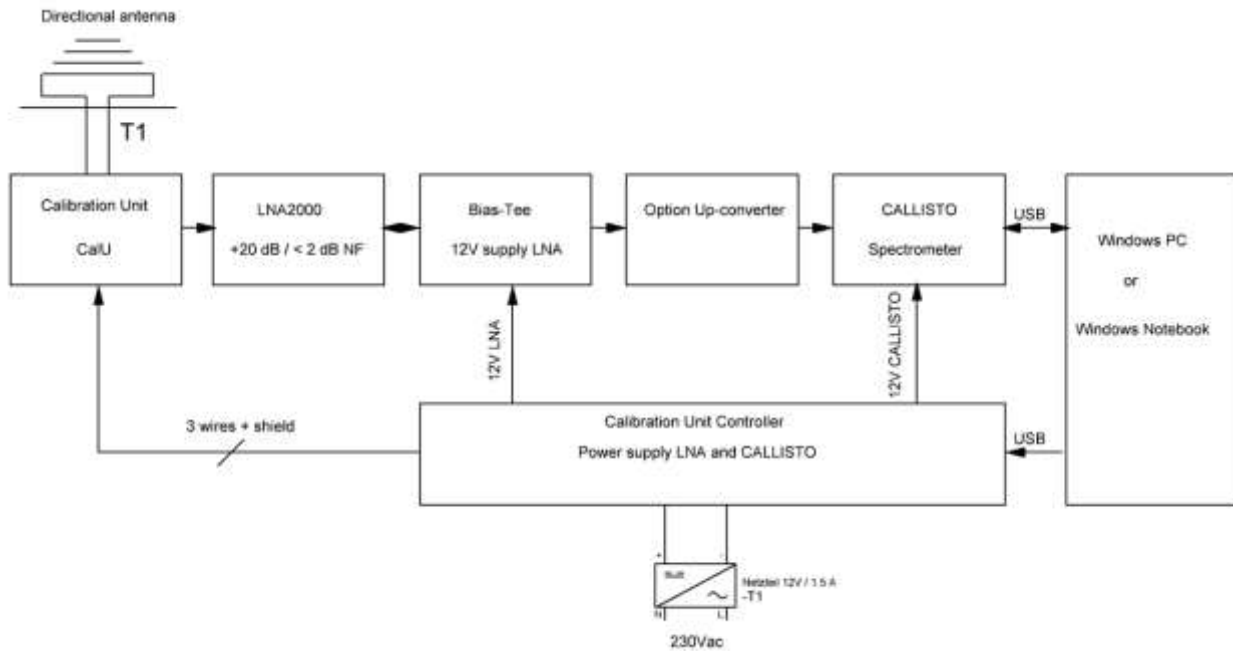 Directional antenna
T1
Calibration Unit
CalU
LNA2000
+20 dB / < 2 dB NF
Bias-Tee
12V supply LNA
Option Up-converter
CALLISTO
Spectrometer
USB
Windows PC
or
Windows Notebook
12V LNA
12V CALLISTO
3 wires + shield
Calibration Unit Controller
Power supply LNA and CALLISTO
USB
+ -
Netzteil 12V / 1.5 A
-T1
N L
230Vac